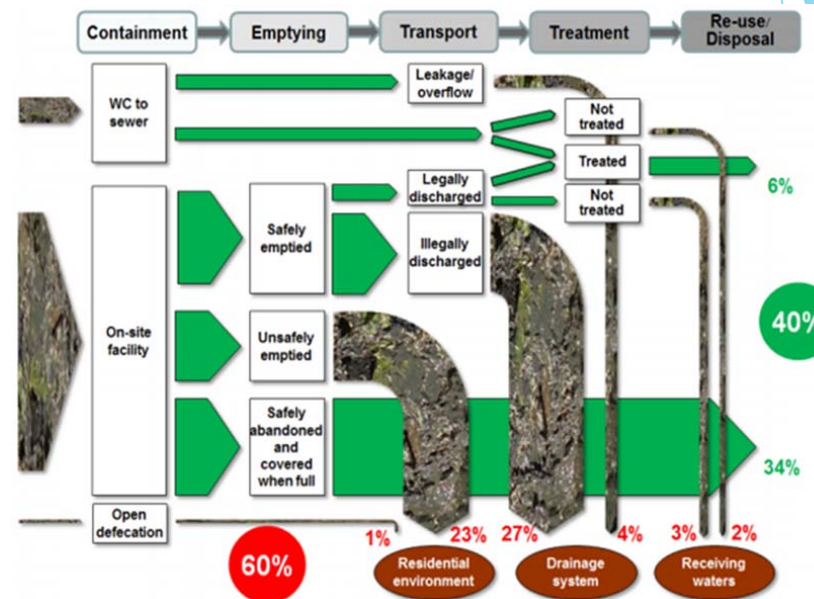 Containment
Emptying
Transport
Treatment
Re-use/
Disposal
WC to
sewer
Leakage/
overflow
Not
treated
Treated
6%
Legally
discharged
Not
treated
Safely
emptied
Illegally
discharged
On-site
facility
Unsafely
emptied
40%
Safely
abandoned
and
covered
when full
34%
Open
defecation
60%
1%
23%
27%
4%
3%
2%
Residential
environment
Drainage
system
Receiving
waters